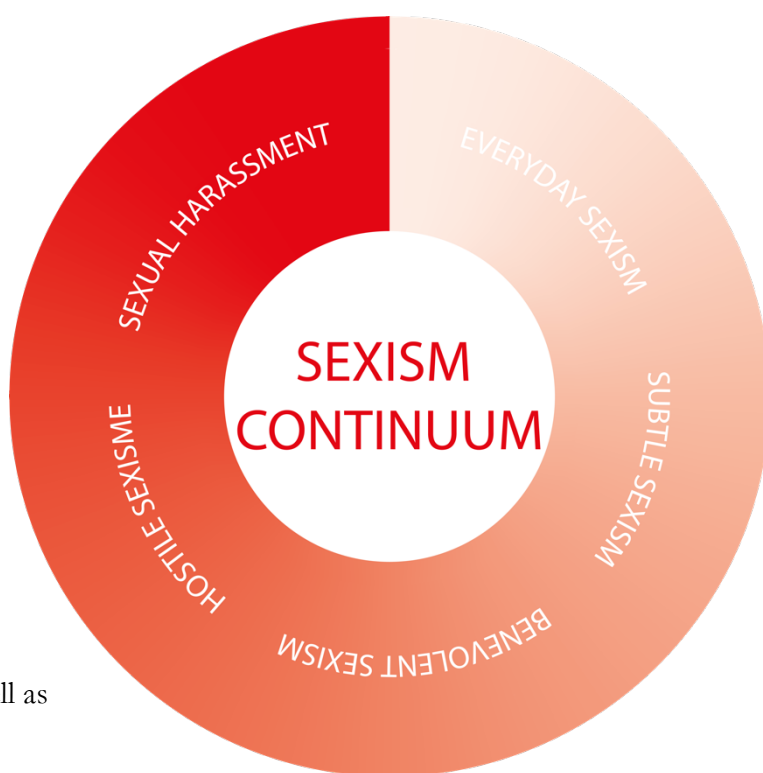 SEXISM
CONTINUUM
EVERYDAY SEXISM
SUBTLE SEXISM
BENEVOLENT SEXISM
HOSTILE SEXISME
SEXUAL HARASSMENT
ll as